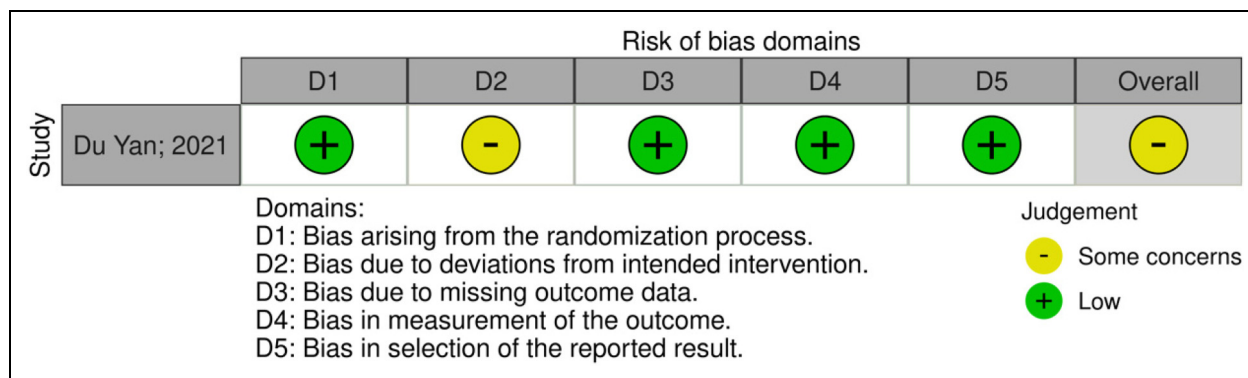 Risk of bias domains
D1 D2 D3 D4 D5 Overall
Study
Du Yan; 2021 + - + + + -
Domains:
D1: Bias arising from the randomization process.
D2: Bias due to deviations from intended intervention.
D3: Bias due to missing outcome data.
D4: Bias in measurement of the outcome.
D5: Bias in selection of the reported result.
Judgement
- Some concerns
+ Low